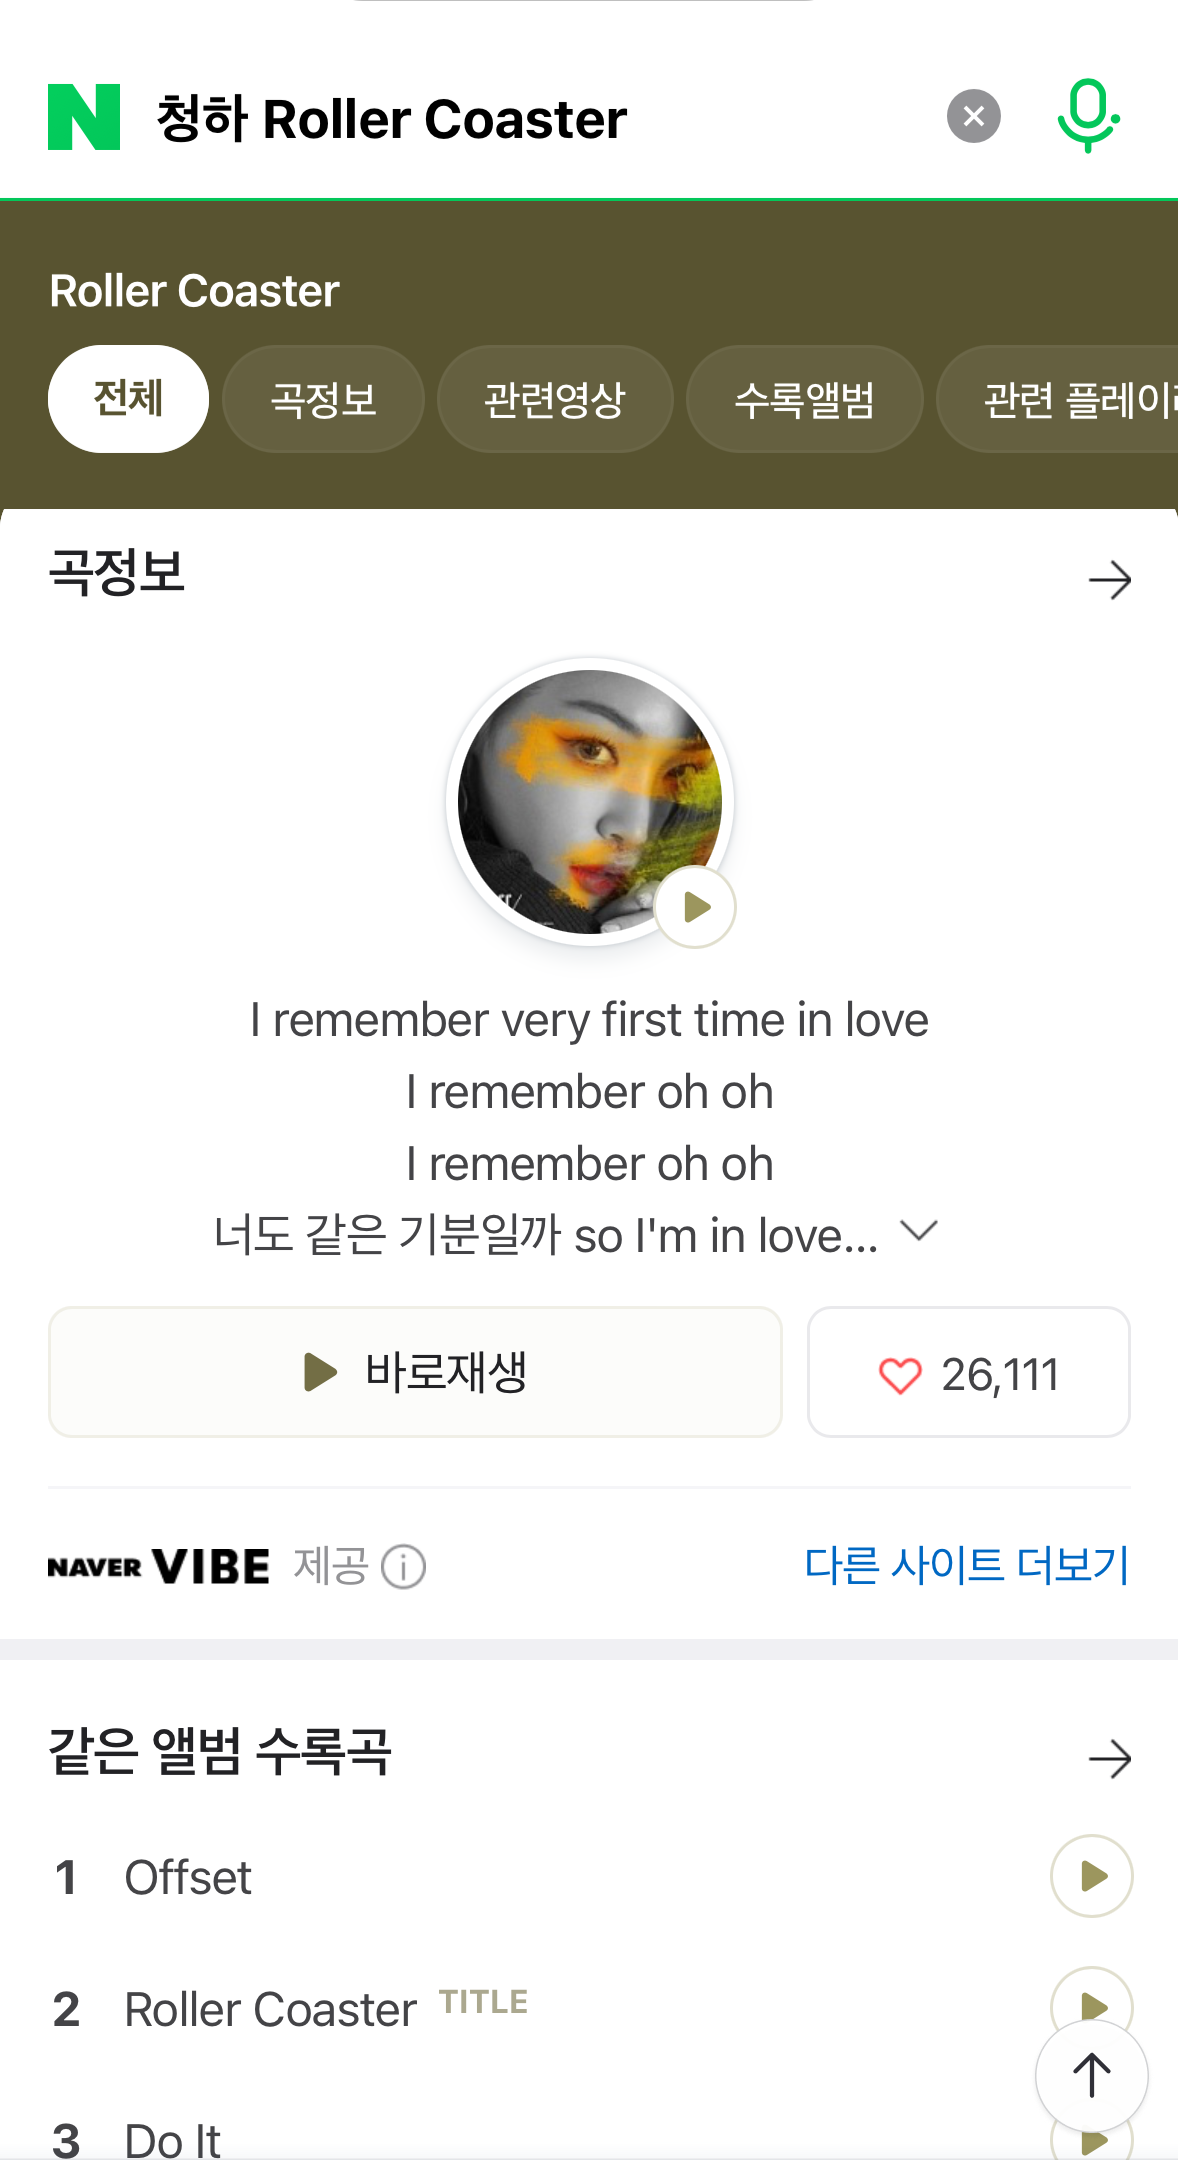 청하 Roller Coaster
Roller Coaster
전체 곡정보 관련영상 수록앨범 관련 플레이
곡정보
I remember very first time in love
I remember oh oh
I remember oh oh
너도 같은 기분일까 so I'm in love...
바로재생 26,111
NAVER VIBE 제공 다른 사이트 더보기
같은 앨범 수록곡
1 Offset
2 Roller Coaster TITLE
3 Do It